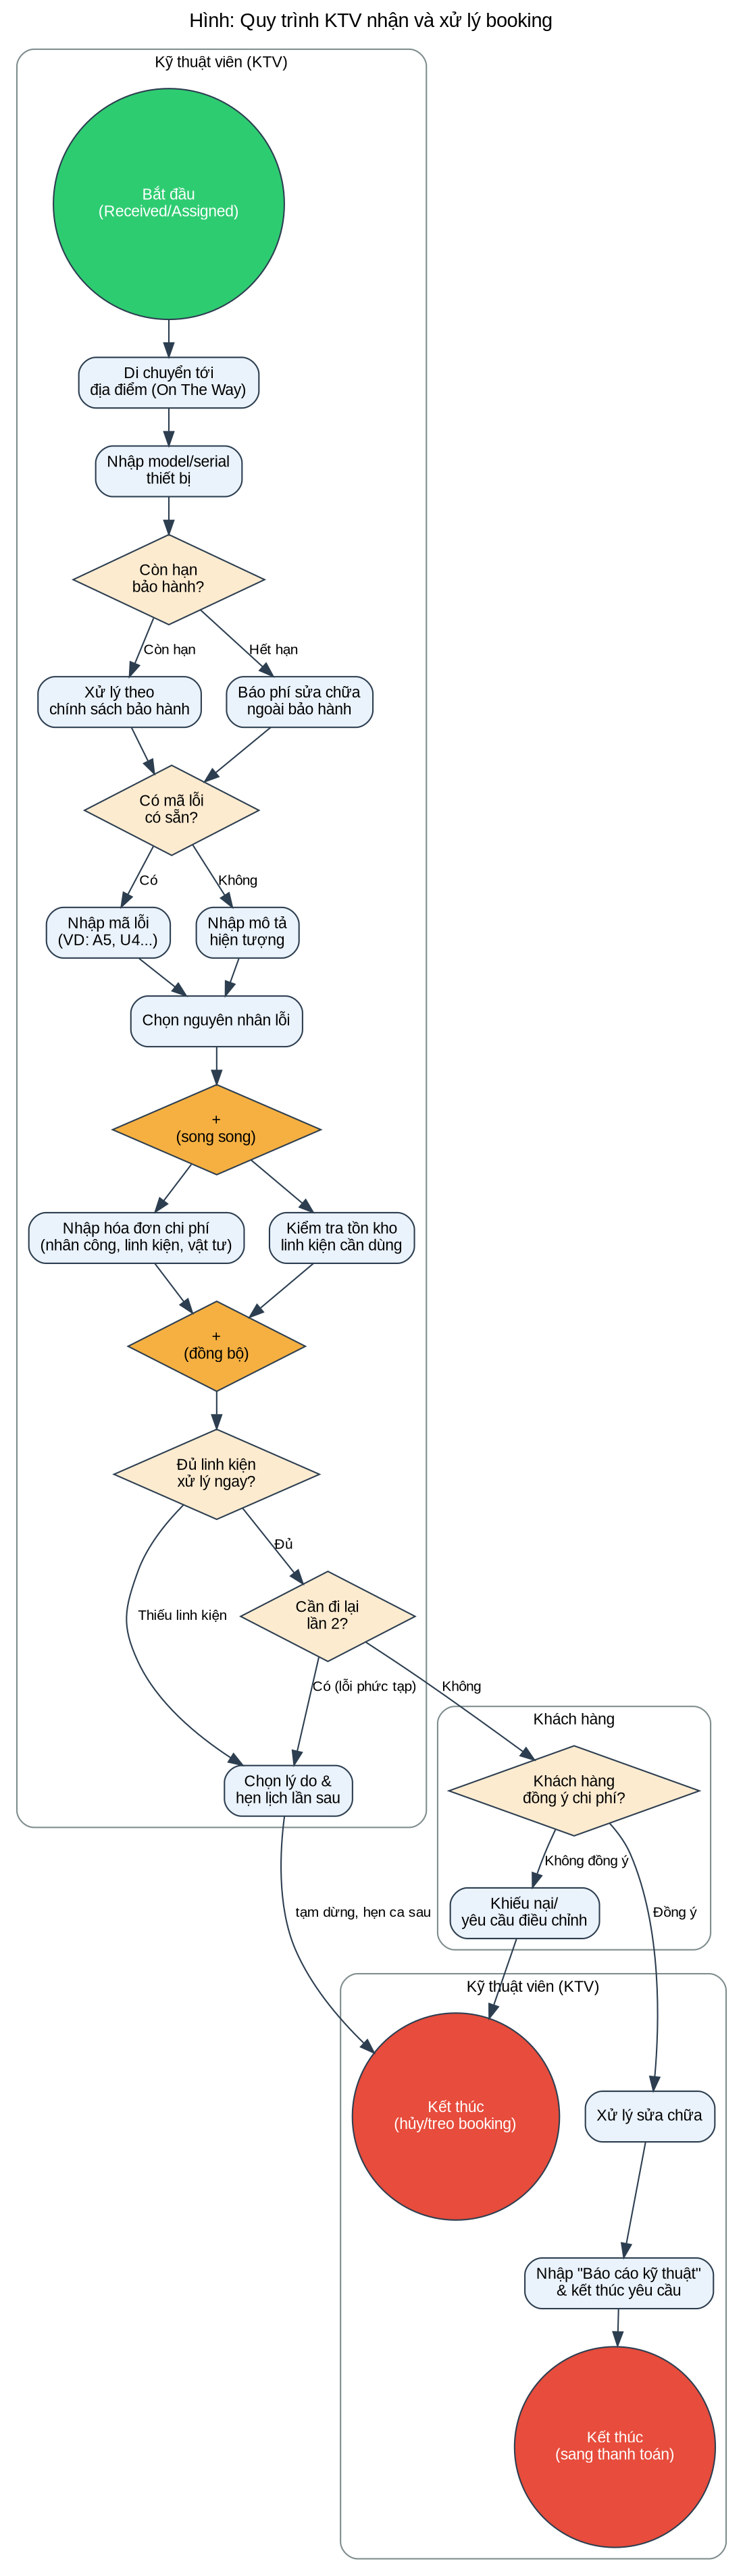 Hình: Quy trình KTV nhận và xử lý booking
Kỹ thuật viên (KTV)
Bắt đầu
(Received/Assigned)
Di chuyển tới
địa điểm (On The Way)
Nhập model/serial
thiết bị
Còn hạn
bảo hành?
Còn hạn
Hết hạn
Xử lý theo
chính sách bảo hành
Báo phí sửa chữa
ngoài bảo hành
Có mã lỗi
có sẵn?
Có
Không
Nhập mã lỗi
(VD: A5, U4...)
Nhập mô tả
hiện tượng
Chọn nguyên nhân lỗi
+
(song song)
Nhập hóa đơn chi phí
(nhân công, linh kiện, vật tư)
Kiểm tra tồn kho
linh kiện cần dùng
+
(đồng bộ)
Đủ linh kiện
xử lý ngay?
Đủ
Thiếu linh kiện
Cần đi lại
lần 2?
Có (lỗi phức tạp)
Không
Chọn lý do &
hẹn lịch lần sau
Khách hàng
Khách hàng
đồng ý chi phí?
Không đồng ý
Khiếu nại/
yêu cầu điều chỉnh
Đồng ý
tạm dừng, hẹn ca sau
Kỹ thuật viên (KTV)
Kết thúc
(hủy/treo booking)
Xử lý sửa chữa
Nhập "Báo cáo kỹ thuật"
& kết thúc yêu cầu
Kết thúc
(sang thanh toán)